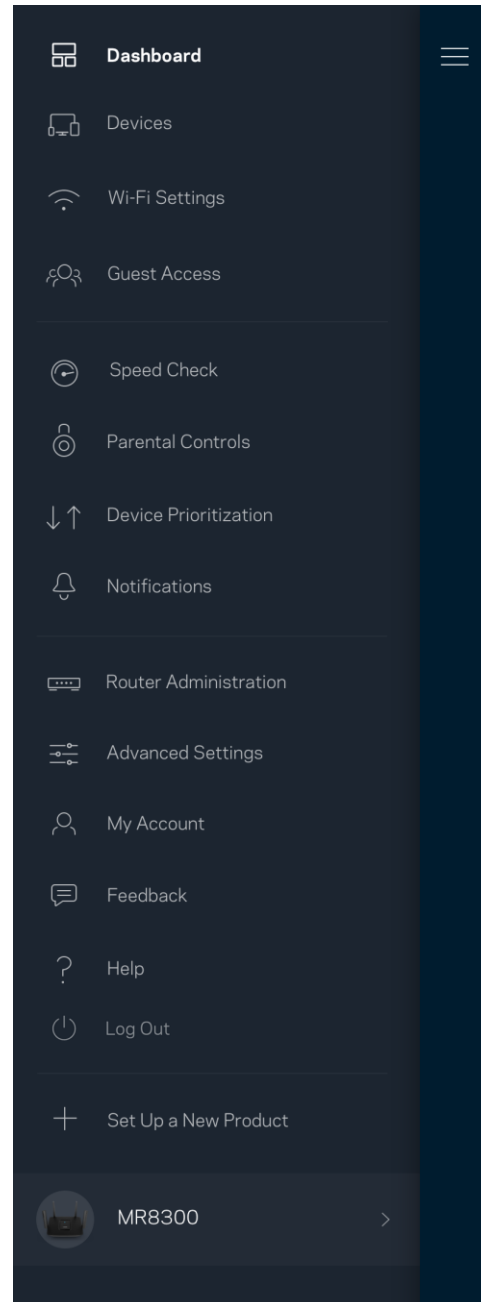 Dashboard
Devices
Wi-Fi Settings
Guest Access
Speed Check
Parental Controls
Device Prioritization
Notifications
Router Administration
Advanced Settings
My Account
Feedback
Help
Log Out
Set Up a New Product
MR8300